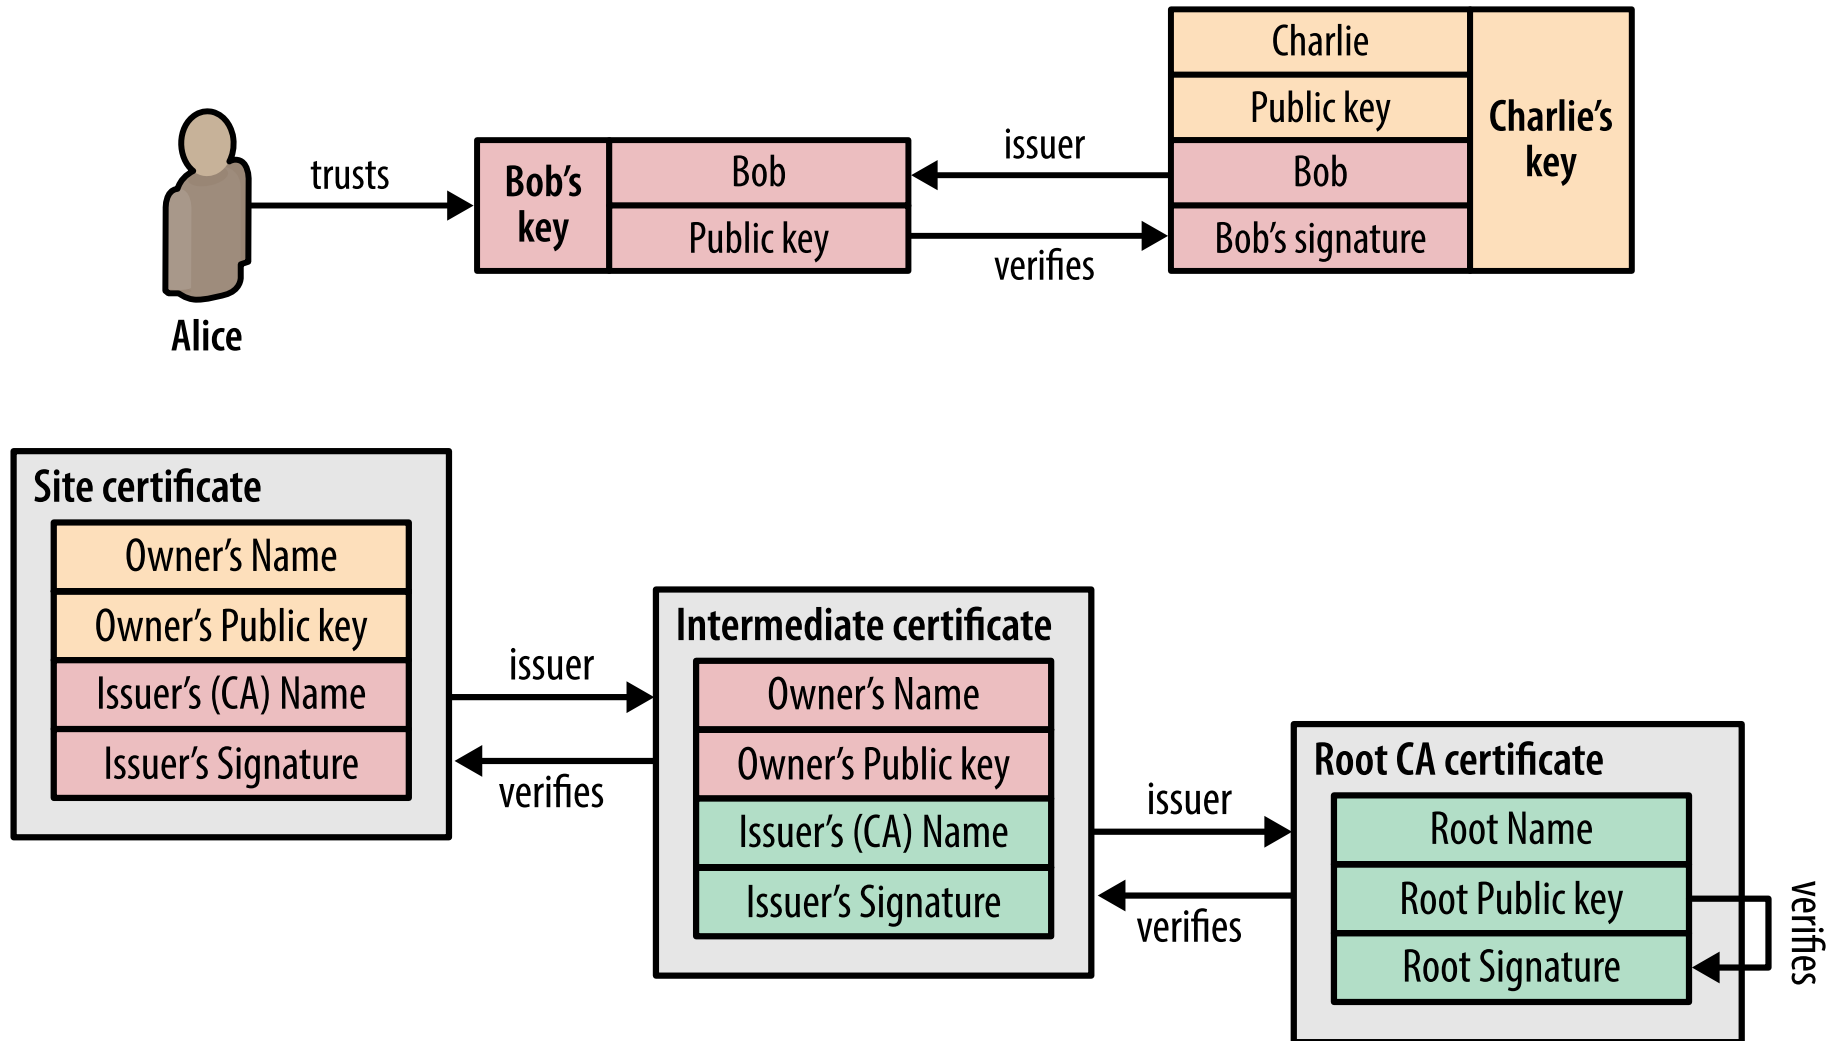 Charlie
Public key
Bob
Bob’s signature
Charlie’s
key
issuer
verifies
Bob’s
key
Bob
Public key
trusts
Alice
Site certificate
Owner’s Name
Owner’s Public key
Issuer’s (CA) Name
Issuer’s Signature
issuer
verifies
Intermediate certificate
Owner’s Name
Owner’s Public key
Issuer’s (CA) Name
Issuer’s Signature
issuer
verifies
Root CA certificate
Root Name
Root Public key
Root Signature
verifies